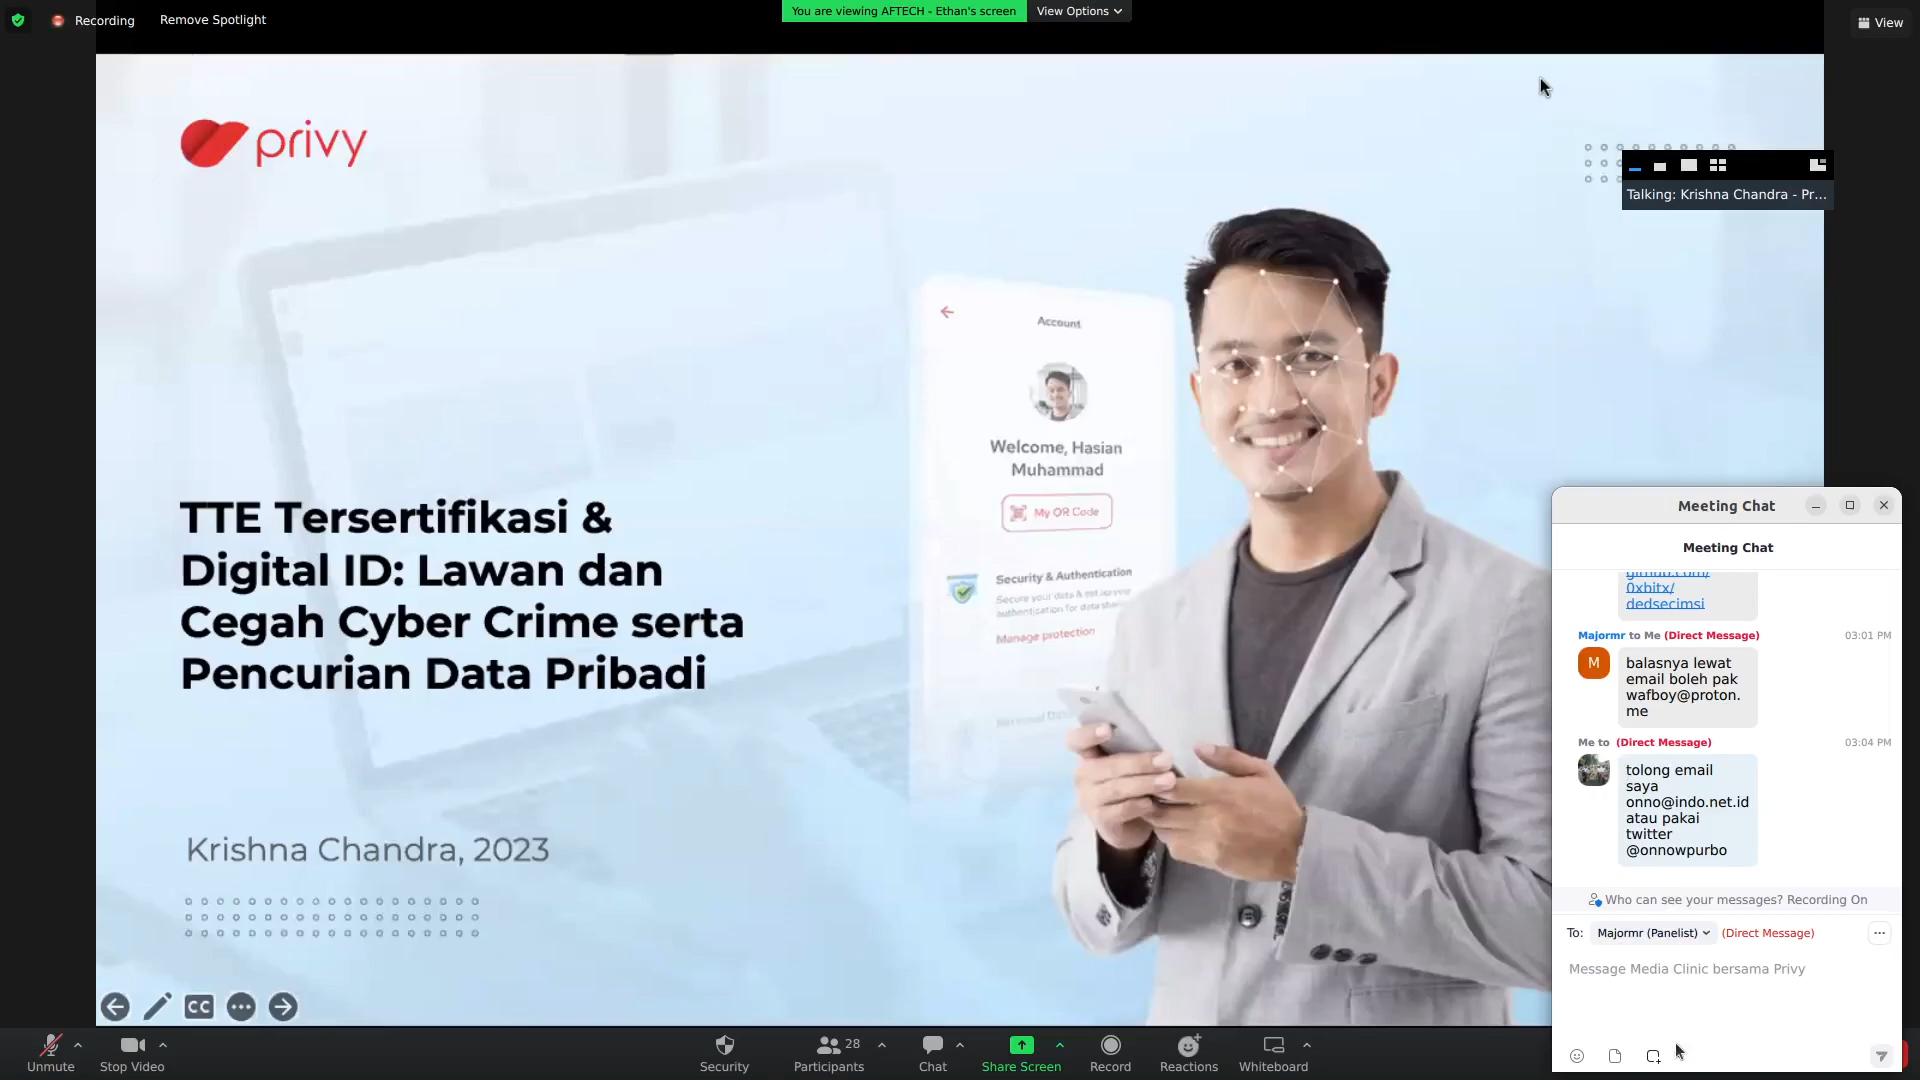 Recording
Remove Spotlight
You are viewing AFTECH - Ethan's screen
View Options
View
privy
Talking: Krishna Chandra - Pr...
Account
Welcome, Hasian
Muhammad
My QR Code
Security & Authentication
Manage protection
TTE Tersertifikasi &
Digital ID: Lawan dan
Cegah Cyber Crime serta
Pencurian Data Pribadi
Krishna Chandra, 2023
CC
Meeting Chat
Meeting Chat
github.com/
0xbitx/
dedsecimsi
Majormr to Me (Direct Message) 03:01 PM
M
balasnya lewat
email boleh pak
wafboy@proton.
me
Me to (Direct Message) 03:04 PM
tolong email
saya
onno@indo.net.id
atau pakai
twitter
@onnowpurbo
Who can see your messages? Recording On
To: Majormr (Panelist) (Direct Message)
Message Media Clinic bersama Privy
Unmute
Stop Video
Security
Participants 28
Chat
Share Screen
Record
Reactions
Whiteboard